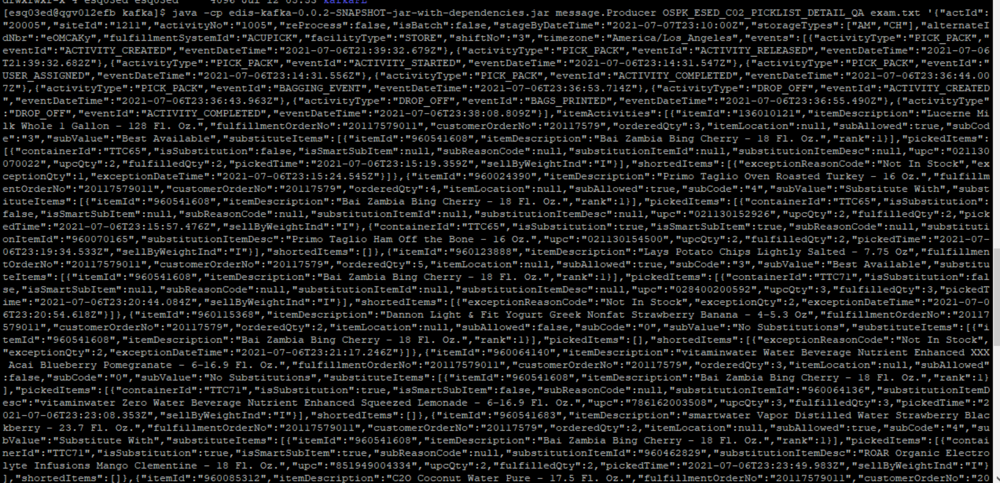 drwxrwxr-x 4 esq03ed esq03ed     4096 Jul 12 05:53 kafkaPL
[esq03ed@qgv012efb kafka]$ java -cp edis-kafka-0.0.2-SNAPSHOT-jar-with-dependencies.jar message.Producer OSPK_ESED_C02_PICKLIST_DETAIL_QA exam.txt '{"actId":
"20005","siteId":"1211","activityNo":"1005","reProcess":false,"isBatch":false,"stageByDateTime":"2021-07-07T23:10:00Z","storageTypes":["AM","CH"],"alternateI
dNbr":"eOMCAKy","fulfillmentSystemId":"ACUPICK","facilityType":"STORE","shiftNo":"3","timezone":"America/Los_Angeles","events":[{"activityType":"PICK_PACK","
eventId":"ACTIVITY_CREATED","eventDateTime":"2021-07-06T21:39:32.679Z"},{"activityType":"PICK_PACK","eventId":"ACTIVITY_RELEASED","eventDateTime":"2021-07-06
T21:39:32.682Z"},{"activityType":"PICK_PACK","eventId":"ACTIVITY_STARTED","eventDateTime":"2021-07-06T23:14:31.547Z"},{"activityType":"PICK_PACK","eventId":"
USER_ASSIGNED","eventDateTime":"2021-07-06T23:14:31.556Z"},{"activityType":"PICK_PACK","eventId":"ACTIVITY_COMPLETED","eventDateTime":"2021-07-06T23:36:44.00
7Z"},{"activityType":"PICK_PACK","eventId":"BAGGING_EVENT","eventDateTime":"2021-07-06T23:36:53.714Z"},{"activityType":"DROP_OFF","eventId":"ACTIVITY_CREATED
","eventDateTime":"2021-07-06T23:36:43.963Z"},{"activityType":"DROP_OFF","eventId":"BAGS_PRINTED","eventDateTime":"2021-07-06T23:36:55.490Z"},{"activityType"
:"DROP_OFF","eventId":"ACTIVITY_COMPLETED","eventDateTime":"2021-07-06T23:38:08.809Z"}],"itemActivities":[{"itemId":"136010121","itemDescription":"Lucerne Mi
lk Whole 1 Gallon - 128 Fl. Oz.","fulfillmentOrderNo":"20117579011","customerOrderNo":"20117579","orderedQty":3,"itemLocation":null,"subAllowed":true,"subCod
e":"3","subValue":"Best Available","substituteItems":[{"itemId":"960541608","itemDescription":"Bai Zambia Bing Cherry - 18 Fl. Oz.","rank":1}],"pickedItems":
[{"containerId":"TTC65","isSubstitution":false,"isSmartSubItem":null,"subReasonCode":null,"substitutionItemId":null,"substitutionItemDesc":null,"upc":"021130
070022","upcQty":2,"fulfilledQty":2,"pickedTime":"2021-07-06T23:15:19.359Z","sellByWeightInd":"I"}],"shortedItems":[{"exceptionReasonCode":"Not In Stock","ex
ceptionQty":1,"exceptionDateTime":"2021-07-06T23:15:24.545Z"}]},{"itemId":"960024390","itemDescription":"Primo Taglio Oven Roasted Turkey - 16 Oz.","fulfillm
entOrderNo":"20117579011","customerOrderNo":"20117579","orderedQty":4,"itemLocation":null,"subAllowed":true,"subCode":"4","subValue":"Substitute With","subst
ituteItems":[{"itemId":"960541608","itemDescription":"Bai Zambia Bing Cherry - 18 Fl. Oz.","rank":1}],"pickedItems":[{"containerId":"TTC65","isSubstitution":
false,"isSmartSubItem":null,"subReasonCode":null,"substitutionItemId":null,"substitutionItemDesc":null,"upc":"021130152926","upcQty":2,"fulfilledQty":2,"pick
edTime":"2021-07-06T23:15:57.476Z","sellByWeightInd":"I"},{"containerId":"TTC65","isSubstitution":true,"isSmartSubItem":true,"subReasonCode":null,"substituti
onItemId":"960070165","substitutionItemDesc":"Primo Taglio Ham Off the Bone - 16 Oz.","upc":"021130154500","upcQty":2,"fulfilledQty":2,"pickedTime":"2021-07-
06T23:19:34.533Z","sellByWeightInd":"I"}],"shortedItems":[]},{"itemId":"960123888","itemDescription":"Lays Potato Chips Lightly Salted - 7.75 Oz","fulfillmen
tOrderNo":"20117579011","customerOrderNo":"20117579","orderedQty":5,"itemLocation":null,"subAllowed":true,"subCode":"3","subValue":"Best Available","substitu
teItems":[{"itemId":"960541608","itemDescription":"Bai Zambia Bing Cherry - 18 Fl. Oz.","rank":1}],"pickedItems":[{"containerId":"TTC71","isSubstitution":fal
se,"isSmartSubItem":null,"subReasonCode":null,"substitutionItemId":null,"substitutionItemDesc":null,"upc":"028400200592","upcQty":3,"fulfilledQty":3,"pickedT
ime":"2021-07-06T23:20:44.084Z","sellByWeightInd":"I"}],"shortedItems":[{"exceptionReasonCode":"Not In Stock","exceptionQty":2,"exceptionDateTime":"2021-07-0
6T23:20:54.618Z"}]},{"itemId":"960115368","itemDescription":"Dannon Light & Fit Yogurt Greek Nonfat Strawberry Banana - 4-5.3 Oz","fulfillmentOrderNo":"20117
579011","customerOrderNo":"20117579","orderedQty":2,"itemLocation":null,"subAllowed":false,"subCode":"0","subValue":"No Substitutions","substituteItems":[{"i
temId":"960541608","itemDescription":"Bai Zambia Bing Cherry - 18 Fl. Oz.","rank":1}],"pickedItems":[],"shortedItems":[{"exceptionReasonCode":"Not In Stock",
"exceptionQty":2,"exceptionDateTime":"2021-07-06T23:21:17.246Z"}]},{"itemId":"960064140","itemDescription":"vitaminwater Water Beverage Nutrient Enhanced XXX
 Acai Blueberry Pomegranate - 6-16.9 Fl. Oz.","fulfillmentOrderNo":"20117579011","customerOrderNo":"20117579","orderedQty":3,"itemLocation":null,"subAllowed"
:false,"subCode":"0","subValue":"No Substitutions","substituteItems":[{"itemId":"960541608","itemDescription":"Bai Zambia Bing Cherry - 18 Fl. Oz.","rank":1}
],"pickedItems":[{"containerId":"TTC71","isSubstitution":true,"isSmartSubItem":false,"subReasonCode":null,"substitutionItemId":"960064136","substitutionItemD
esc":"vitaminwater Zero Water Beverage Nutrient Enhanced Squeezed Lemonade - 6-16.9 Fl. Oz.","upc":"786162003508","upcQty":3,"fulfilledQty":3,"pickedTime":"2
021-07-06T23:23:08.353Z","sellByWeightInd":"I"}],"shortedItems":[]},{"itemId":"960541683","itemDescription":"smartwater Vapor Distilled Water Strawberry Blac
kberry - 23.7 Fl. Oz.","fulfillmentOrderNo":"20117579011","customerOrderNo":"20117579","orderedQty":2,"itemLocation":null,"subAllowed":true,"subCode":"4","su
bValue":"Substitute With","substituteItems":[{"itemId":"960541608","itemDescription":"Bai Zambia Bing Cherry - 18 Fl. Oz.","rank":1}],"pickedItems":[{"contai
nerId":"TTC71","isSubstitution":true,"isSmartSubItem":true,"subReasonCode":null,"substitutionItemId":"960462829","substitutionItemDesc":"ROAR Organic Electro
lyte Infusions Mango Clementine - 18 Fl. Oz.","upc":"851949004334","upcQty":2,"fulfilledQty":2,"pickedTime":"2021-07-06T23:23:49.983Z","sellByWeightInd":"I"}
],"shortedItems":[]},{"itemId":"960085312","itemDescription":"C2O Coconut Water Pure - 17.5 Fl. Oz.","fulfillmentOrderNo":"20117579011","customerOrderNo":"20